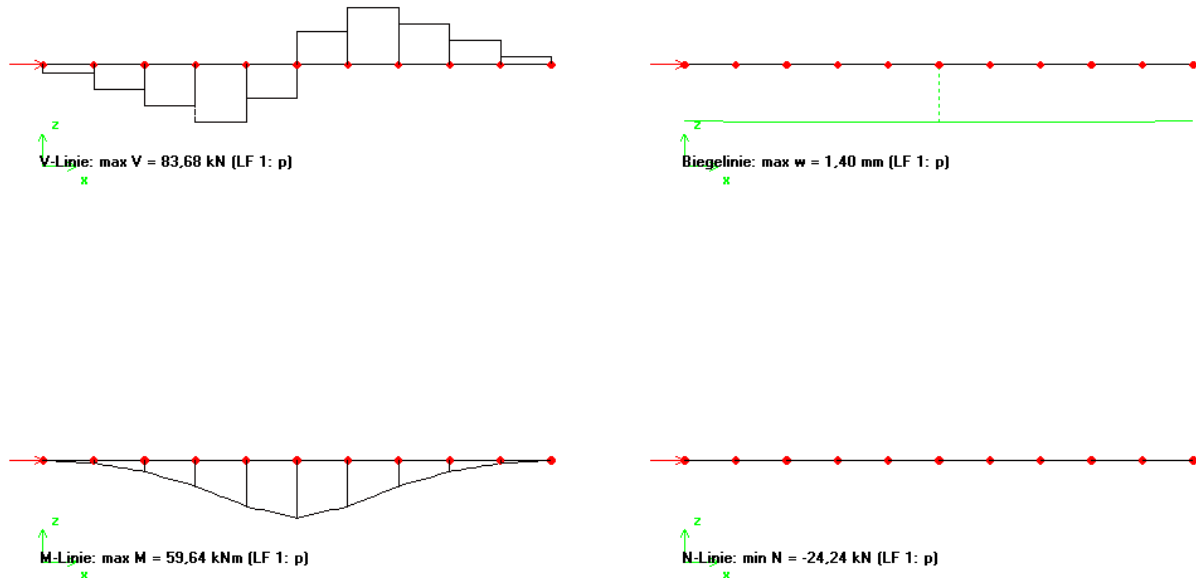 z
V-Linie: max V = 83,68 kN (LF 1: p)
x
z
Biegelinie: max w = 1,40 mm (LF 1: p)
x
z
M-Linie: max M = 59,64 kNm (LF 1: p)
x
z
N-Linie: min N = -24,24 kN (LF 1: p)
x